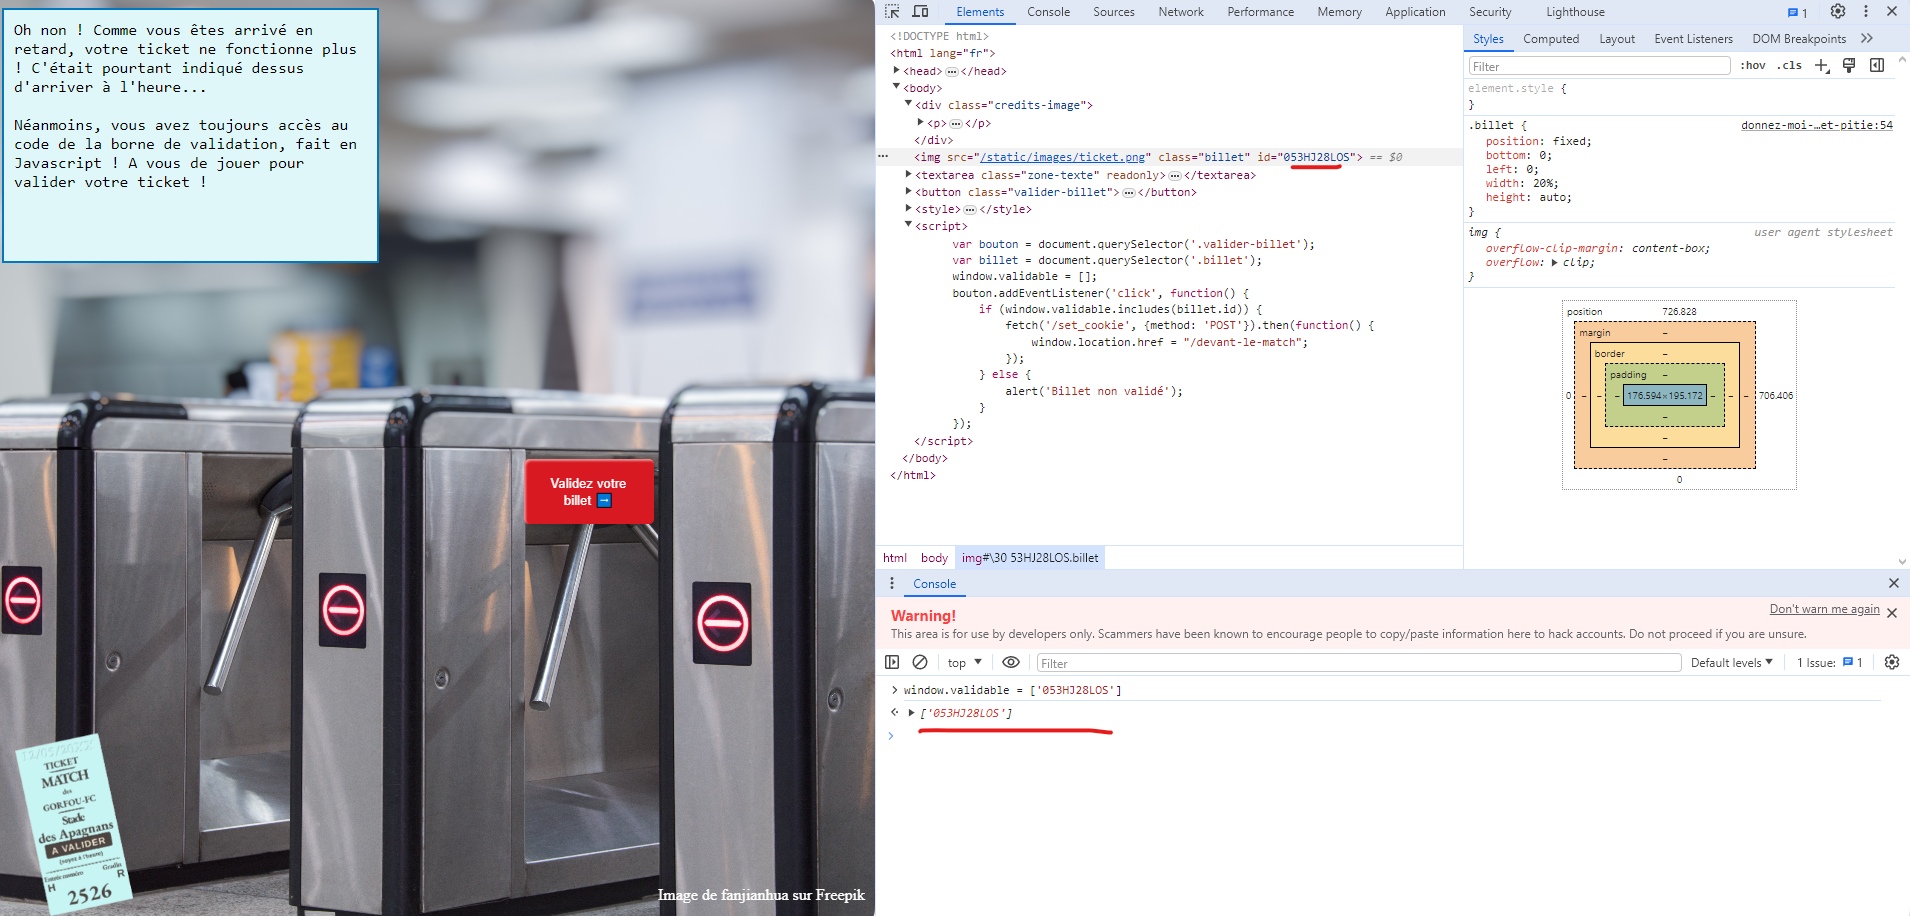 Oh non ! Comme vous êtes arrivé en
retard, votre ticket ne fonctionne plus
! C'était pourtant indiqué dessus
d'arriver à l'heure...
Néanmoins, vous avez toujours accès au
code de la borne de validation, fait en
Javascript ! A vous de jouer pour
valider votre ticket !
Validez votre
billet
TICKET
MATCH
des
GORFOU-FC
Stade
des Apagnans
A VALIDER
(soyez à l'heure)
Entrée numéro Gradin
H R
2526
Image de fanjianhua sur Freepik
Elements Console Sources Network Performance Memory Application Security Lighthouse 1
<!DOCTYPE html>
<html lang="fr">
<head> </head>
<body>
<div class="credits-image">
<p> </p>
</div>
<img src="/static/images/ticket.png" class="billet" id="053HJ28LOS"> == $0
<textarea class="zone-texte" readonly> </textarea>
<button class="valider-billet"> </button>
<style> </style>
<script>
var bouton = document.querySelector('.valider-billet');
var billet = document.querySelector('.billet');
window.validable = [];
bouton.addEventListener('click', function() {
if (window.validable.includes(billet.id)) {
fetch('/set_cookie', {method: 'POST'}).then(function() {
window.location.href = "/devant-le-match";
});
} else {
alert('Billet non validé');
}
});
</script>
</body>
</html>
html body img#\30 53HJ28LOS.billet
Styles Computed Layout Event Listeners DOM Breakpoints
Filter :hov .cls
element.style {
}
.billet { donnez-moi-…et-pitie:54
position: fixed;
bottom: 0;
left: 0;
width: 20%;
height: auto;
}
img { user agent stylesheet
overflow-clip-margin: content-box;
overflow: clip;
}
position 726.828
margin –
border –
padding –
0 – – – 176.594×195.172 – – – 706.406
–
–
–
0
Console
Warning! Don't warn me again
This area is for use by developers only. Scammers have been known to encourage people to copy/paste information here to hack accounts. Do not proceed if you are unsure.
top Filter Default levels 1 Issue: 1
> window.validable = ['053HJ28LOS']
['053HJ28LOS']
>